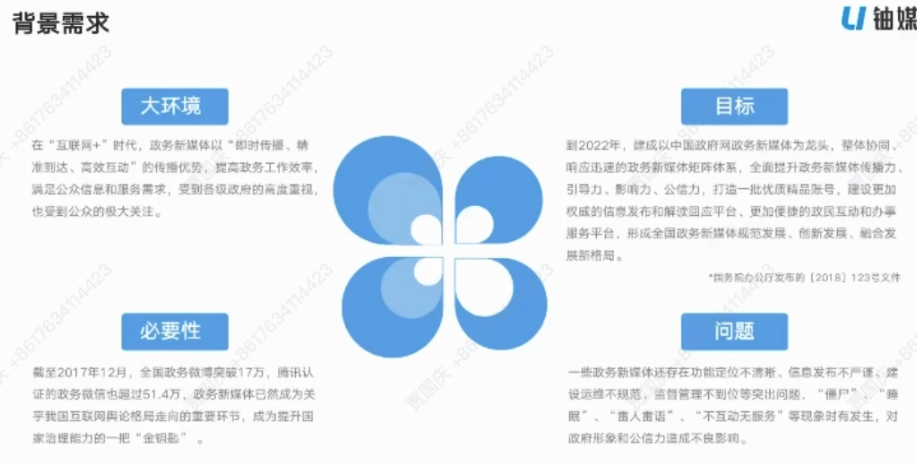 背景需求
铀媒
大环境
在“互联网+”时代，政务新媒体以“即时传播、精
准到达、高效互动”的传播优势，提高政务工作效率，
满足公众信息和服务需求，受到各级政府的高度重视，
也受到公众的极大关注。
目标
到2022年，建成以中国政府网政务新媒体为龙头，整体协同、
响应迅速的政务新媒体矩阵体系，全面提升政务新媒体传播力、
引导力、影响力、公信力，打造一批优质精品账号，建设更加
权威的信息发布和解读回应平台、更加便捷的政民互动和办事
服务平台，形成全国政务新媒体规范发展、创新发展、融合发
展新格局。
*国务院办公厅发布的［2018］123号文件
必要性
截至2017年12月，全国政务微博突破17万，腾讯认
证的政务微信也超过51.4万，政务新媒体已然成为关
乎我国互联网舆论格局走向的重要环节，成为提升国
家治理能力的一把“金钥匙”。
问题
一些政务新媒体还存在功能定位不清晰、信息发布不严谨、建
设运维不规范、监督管理不到位等突出问题，“僵尸”、“睡
眠”、“雷人雷语”、“不互动无服务”等现象时有发生，对
政府形象和公信力造成不良影响。
贾国庆 +8617634114423